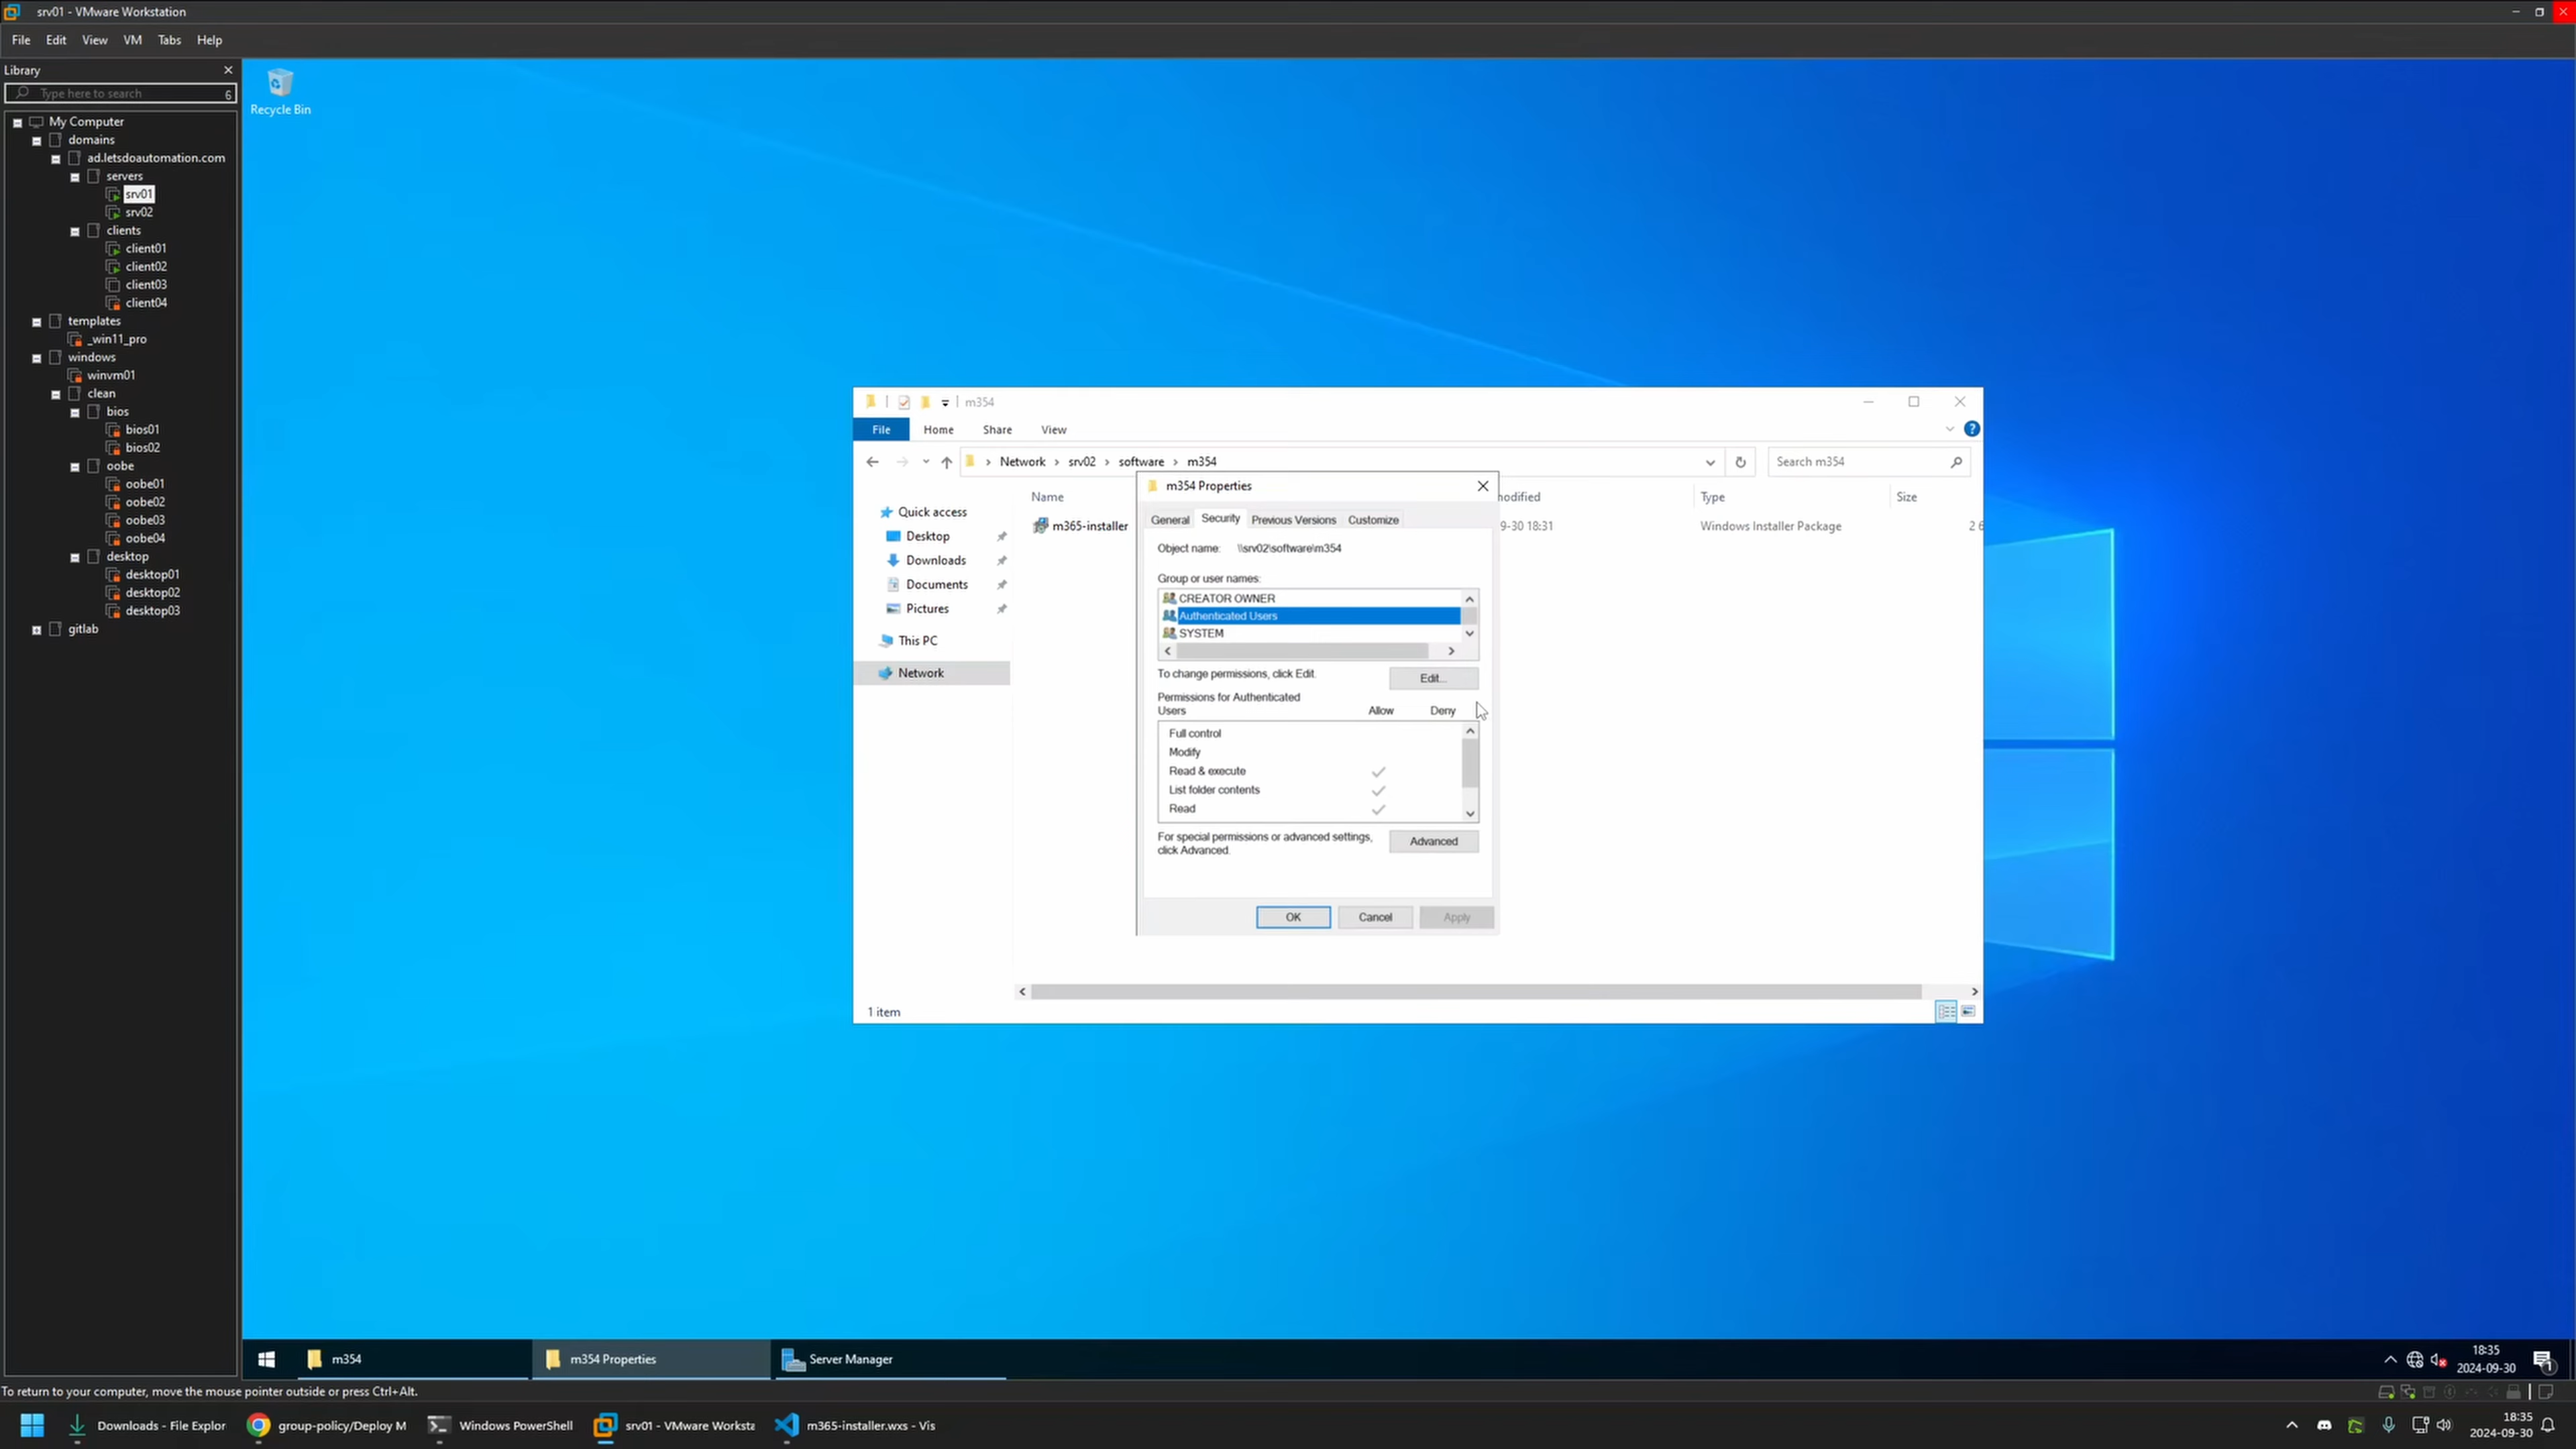 srv01 - VMware Workstation
File Edit View VM Tabs Help
Library
Type here to search 6
My Computer
domains
ad.letsdoautomation.com
servers
srv01
srv02
clients
client01
client02
client03
client04
templates
_win11_pro
windows
winvm01
clean
bios
bios01
bios02
oobe
oobe01
oobe02
oobe03
oobe04
desktop
desktop01
desktop02
desktop03
gitlab
Recycle Bin
m354
File Home Share View
Network srv02 software m354
Search m354
Name
nodified
Type
Size
m365-installer
9-30 18:31
Windows Installer Package
2 6
Quick access
Desktop
Downloads
Documents
Pictures
This PC
Network
1 item
m354 Properties
General Security Previous Versions Customize
Object name: \\srv02\software\m354
Group or user names:
CREATOR OWNER
Authenticated Users
SYSTEM
To change permissions, click Edit.
Edit...
Permissions for Authenticated
Users Allow Deny
Full control
Modify
Read & execute
List folder contents
Read
For special permissions or advanced settings,
click Advanced.
Advanced
OK Cancel Apply
m354
m354 Properties
Server Manager
18:35
2024-09-30
1
To return to your computer, move the mouse pointer outside or press Ctrl+Alt.
Downloads - File Explor
group-policy/Deploy M
Windows PowerShell
srv01 - VMware Worksta
m365-installer.wxs - Vis
18:35
2024-09-30